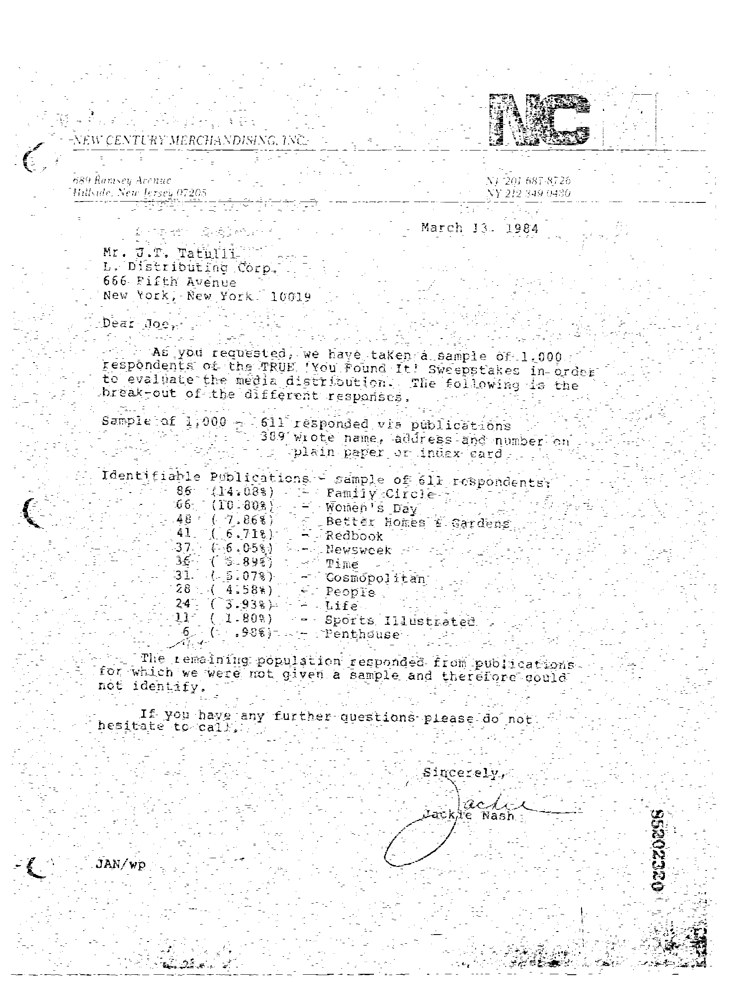 NC
NEW CENTURY MERCHANDISING, INC.
689 Ramsey Avenue
Hillside, New Jersey 07205
NJ 201 687-8726
NY 212 349 0480
March 13, 1984
Mr. J.T. Tatulli
L. Distributing Corp.
666 Fifth Avenue
New York, New York 10019
Dear Joe,
As you requested, we have taken a sample of 1,000
respondents of the TRUE 'You Found It! Sweepstakes in order
to evaluate the media distribution. The following is the
break-out of the different responses.
Sample of 1,000 - 611 responded via publications
389 wrote name, address and number on
plain paper or index card
Identifiable Publications - sample of 611 respondents:
86 (14.08%) - Family Circle
66 (10.80%) - Women's Day
48 ( 7.86%) - Better Homes & Gardens
41 ( 6.71%) - Redbook
37 ( 6.05%) - Newsweek
36 ( 5.89%) - Time
31 ( 5.07%) - Cosmopolitan
28 ( 4.58%) - People
24 ( 3.93%) - Life
11 ( 1.80%) - Sports Illustrated
6 ( .98%) - Penthouse
The remaining population responded from publications
for which we were not given a sample and therefore could
not identify.
If you have any further questions please do not
hesitate to call.
Sincerely,
Jackie
Jackie Nash
JAN/wp
85202320